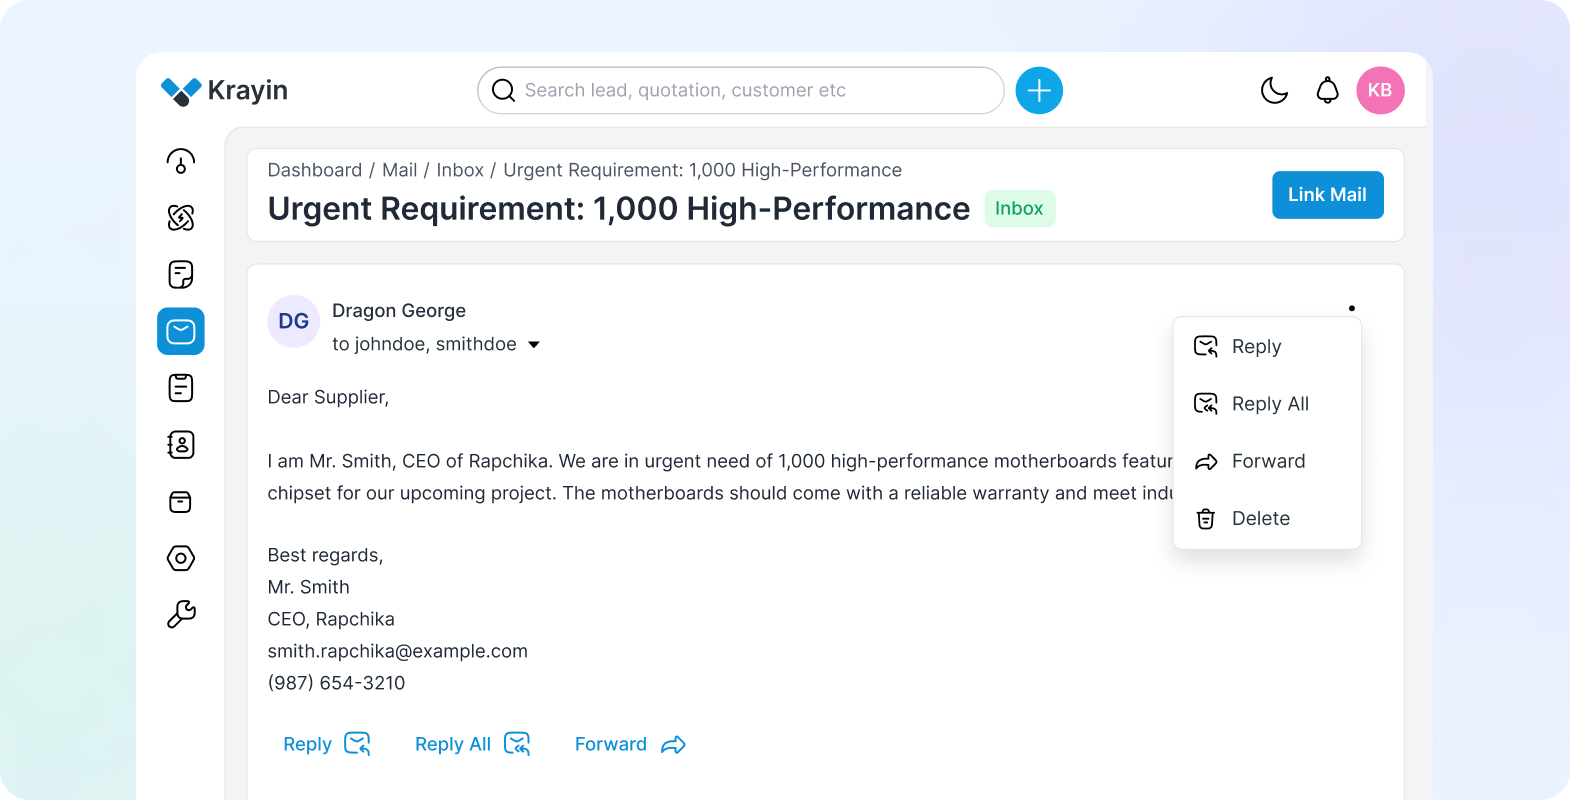 Krayin
Search lead, quotation, customer etc
KB
Dashboard / Mail / Inbox / Urgent Requirement: 1,000 High-Performance
Urgent Requirement: 1,000 High-Performance Inbox
Link Mail
DG
Dragon George
to johndoe, smithdoe
Dear Supplier,
I am Mr. Smith, CEO of Rapchika. We are in urgent need of 1,000 high-performance motherboards
chipset for our upcoming project. The motherboards should come with a reliable warranty and meet
Best regards,
Mr. Smith
CEO, Rapchika
smith.rapchika@example.com
(987) 654-3210
Reply
Reply All
Forward
Delete
Reply Reply All Forward